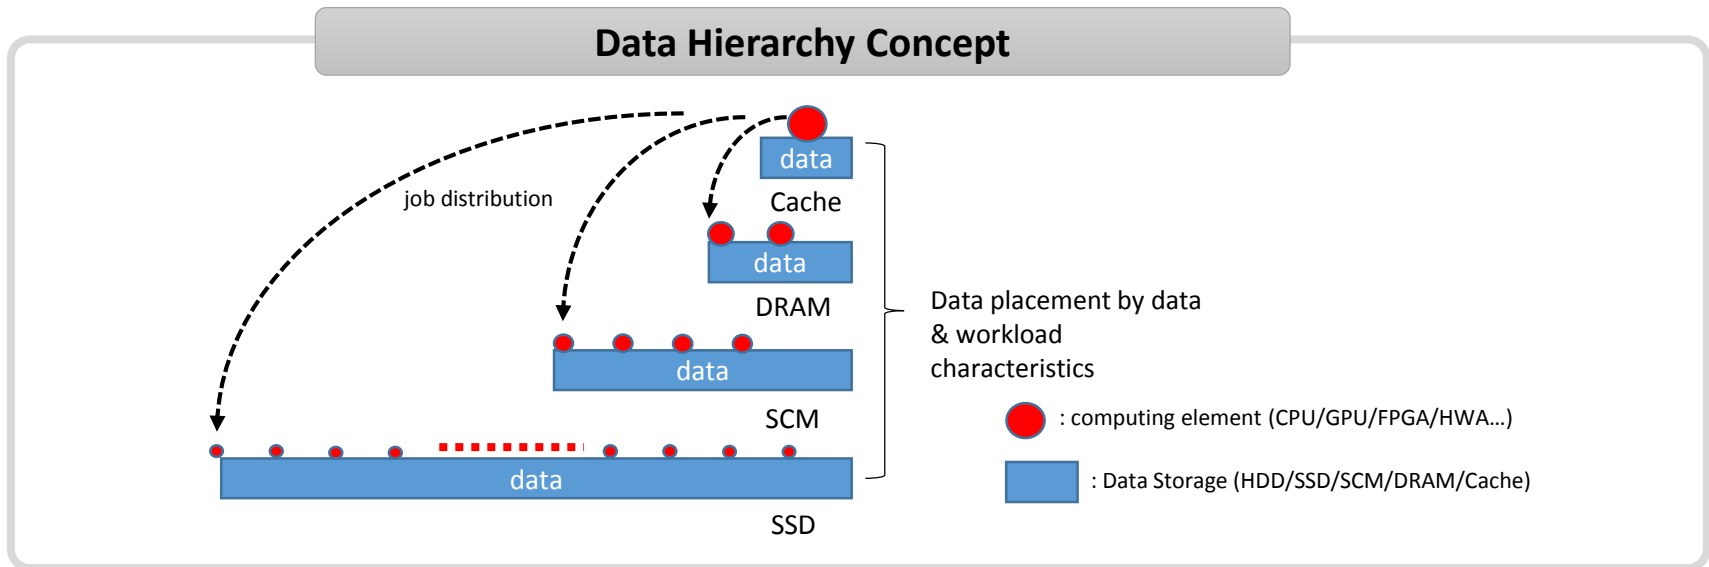 Data Hierarchy Concept
data
Cache
job distribution
data
DRAM
data
SCM
data
SSD
Data placement by data
& workload
characteristics
: computing element (CPU/GPU/FPGA/HWA...)
: Data Storage (HDD/SSD/SCM/DRAM/Cache)